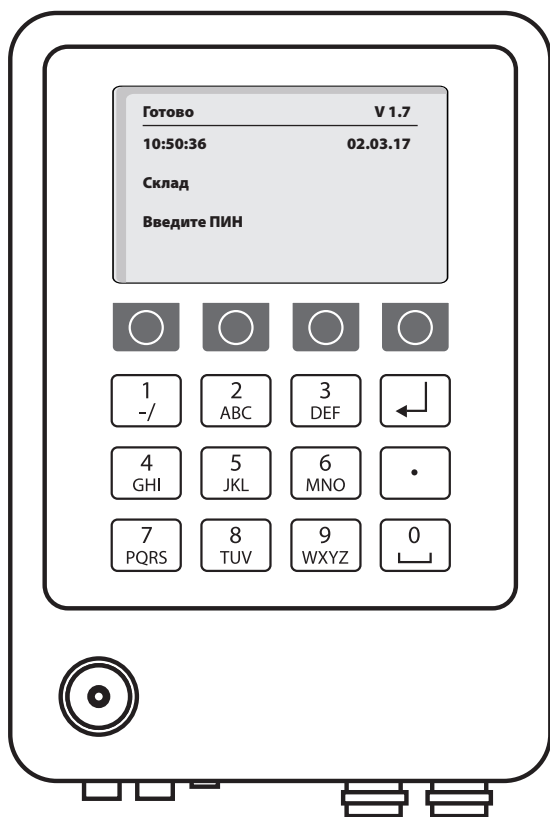 Готово V 1.7
10:50:36 02.03.17
Склад
Введите ПИН
1 2 3
-/ ABC DEF
4 5 6 .
GHI JKL MNO
7 8 9 0
PQRS TUV WXYZ